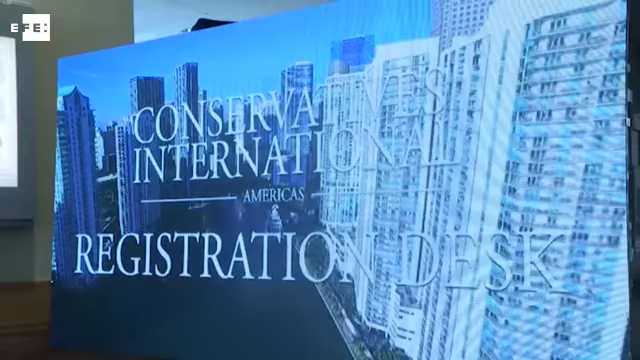 EFE:
CONSERVATIVES
INTERNATIONAL
AMERICAS
REGISTRATION DESK